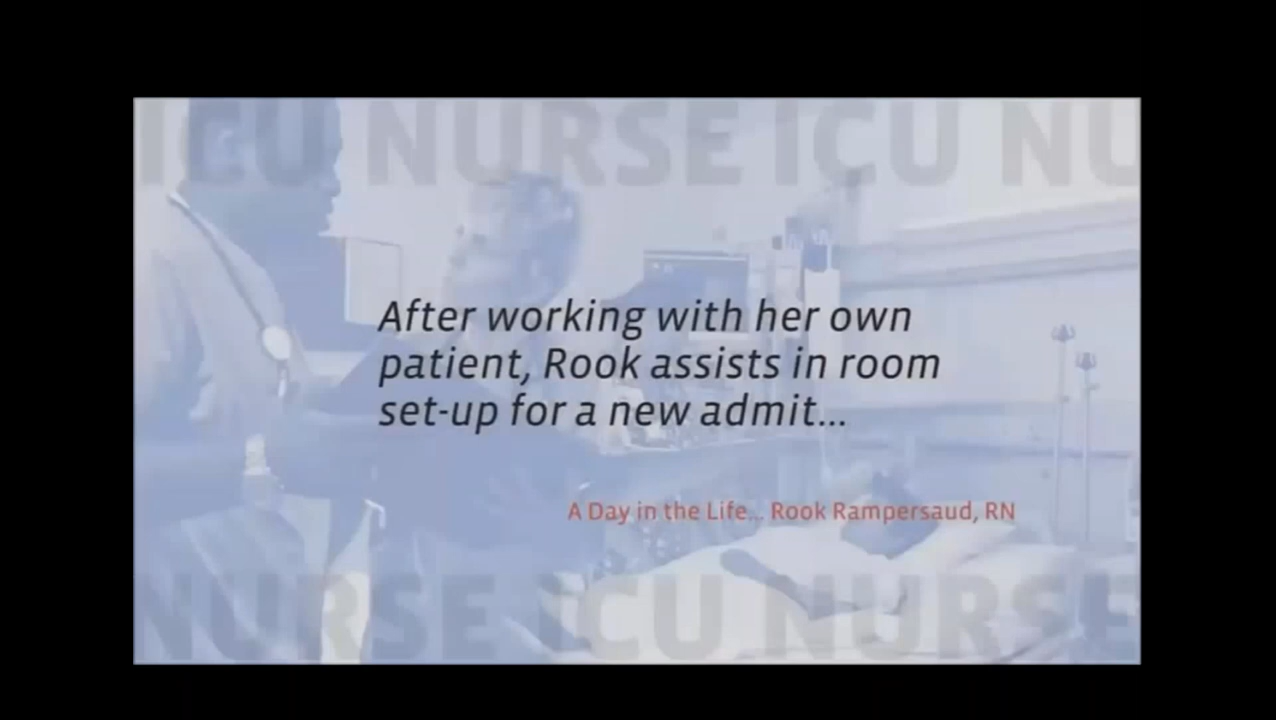 ICU NURSE ICU NU
After working with her own
patient, Rook assists in room
set-up for a new admit...
A Day in the Life... Rook Rampersaud, RN
NURSE ICU NURSE